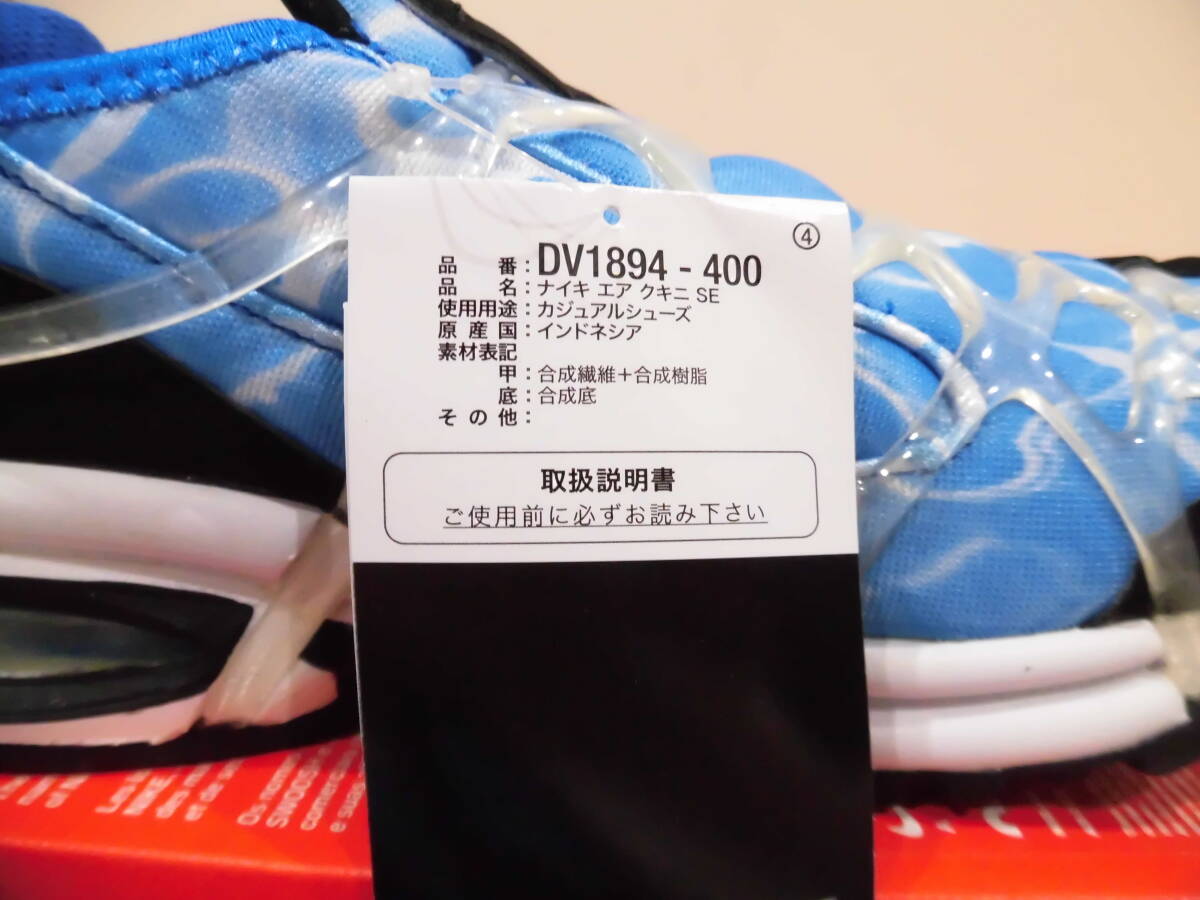 ④
品番：DV1894 - 400
品名：ナイキ エア クキニ SE
使用用途：カジュアルシューズ
原産国：インドネシア
素材表記
甲：合成繊維＋合成樹脂
底：合成底
その他：
取扱説明書
ご使用前に必ずお読み下さい